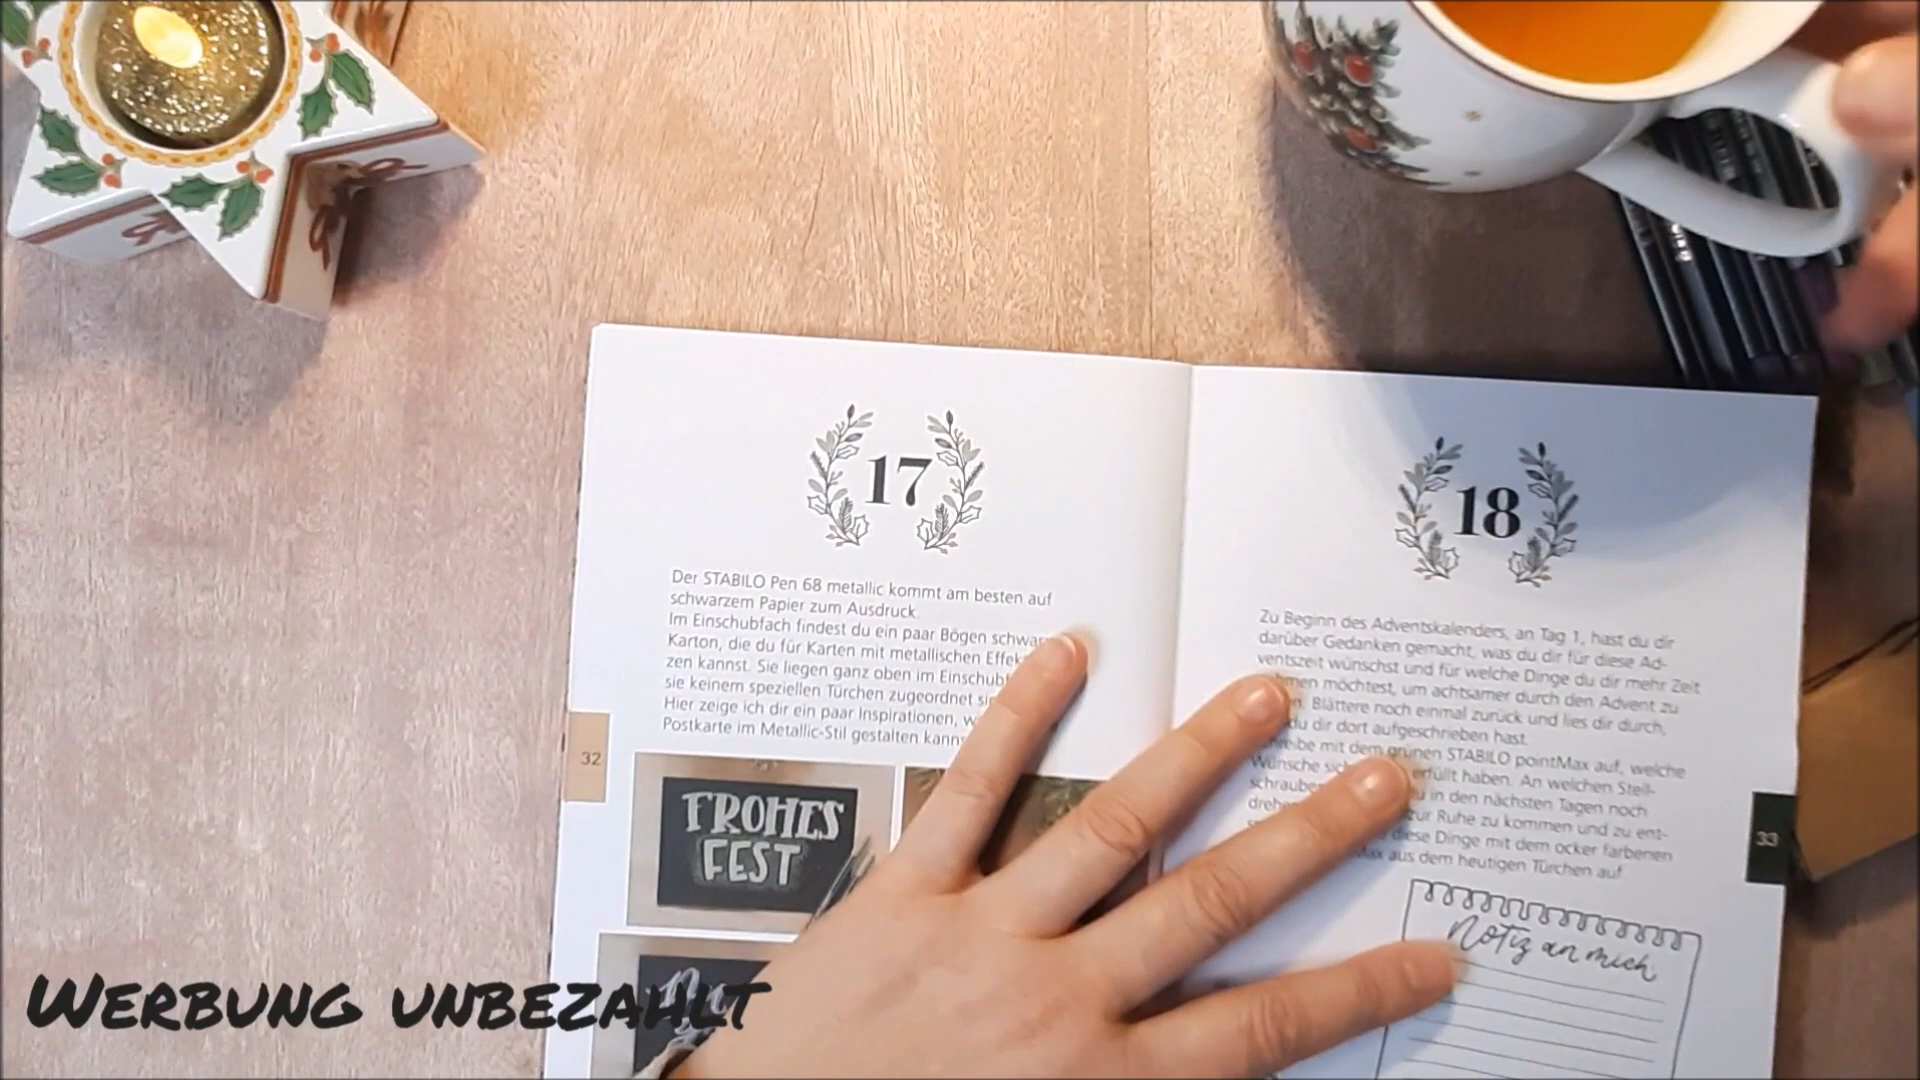 17
Der STABILO Pen 68 metallic kommt am besten auf
schwarzem Papier zum Ausdruck.
Im Einschubfach findest du ein paar Bögen
Karton, die du für Karten mit metallischen
zen kannst. Sie liegen ganz oben im
sie keinem speziellen Türchen zugeordnet
Hier zeige ich dir ein paar Inspirationen,
Postkarte im Metallic-Stil gestalten
32
FROHES
FEST
18
Zu Beginn des Adventskalenders, an Tag 1, hast du dir
darüber Gedanken gemacht, was du dir für diese Ad-
ventszeit wünschst und für welche Dinge du dir mehr Zeit
möchtest, um achtsamer durch den Advent zu
Blättere noch einmal zurück und lies dir durch,
du dir dort aufgeschrieben hast.
mit dem grünen STABILO pointMax auf, welche
Wünsche erfüllt haben. An welchen Stell-
schrauben in den nächsten Tagen noch
zur Ruhe zu kommen und zu ent-
diese Dinge mit dem ocker farbenen
aus dem heutigen Türchen auf
33
Notiz an mich
WERBUNG UNBEZAHLT